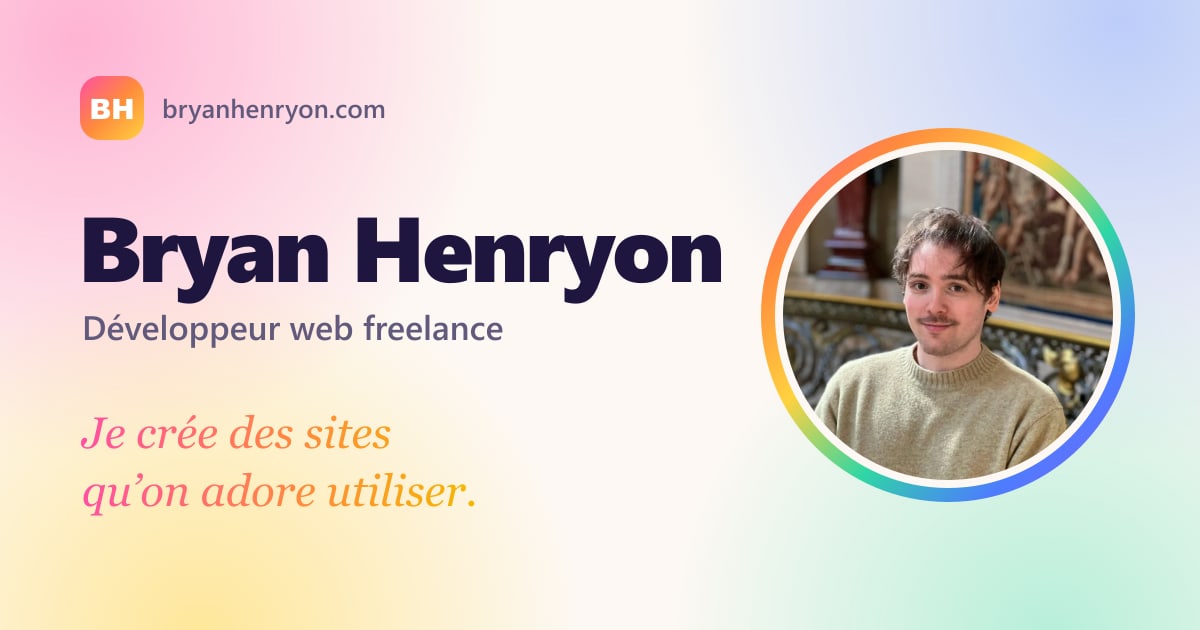 BH
bryanhenryon.com
Bryan Henryon
Développeur web freelance
Je crée des sites
qu’on adore utiliser.